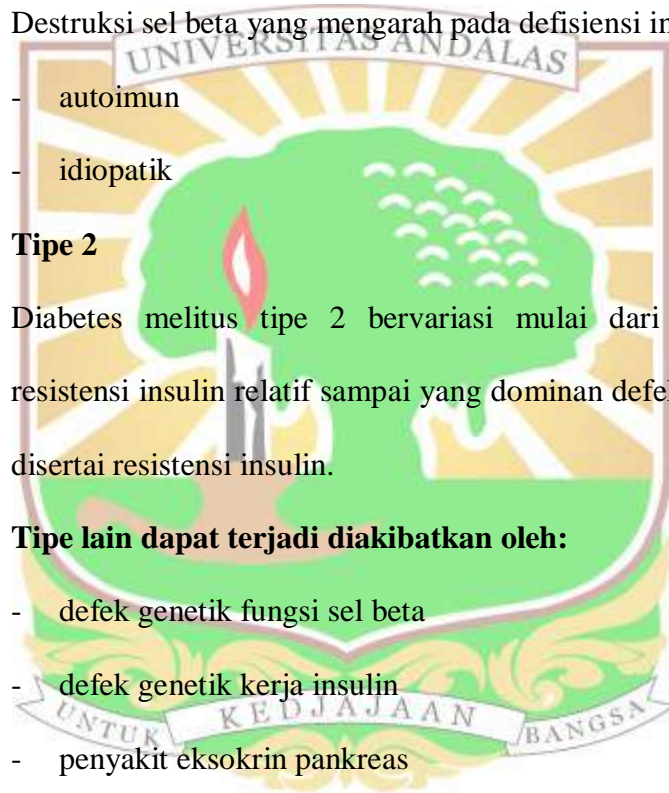 Destruksi sel beta yang mengarah pada defisiensi
UNIVERSITAS ANDALAS
- autoimun
- idiopatik
Tipe 2
Diabetes melitus tipe 2 bervariasi mulai dari
resistensi insulin relatif sampai yang dominan
disertai resistensi insulin.
Tipe lain dapat terjadi diakibatkan oleh:
- defek genetik fungsi sel beta
- defek genetik kerja insulin
UNTUK KEDJAJAAN BANGSA
- penyakit eksokrin pankreas